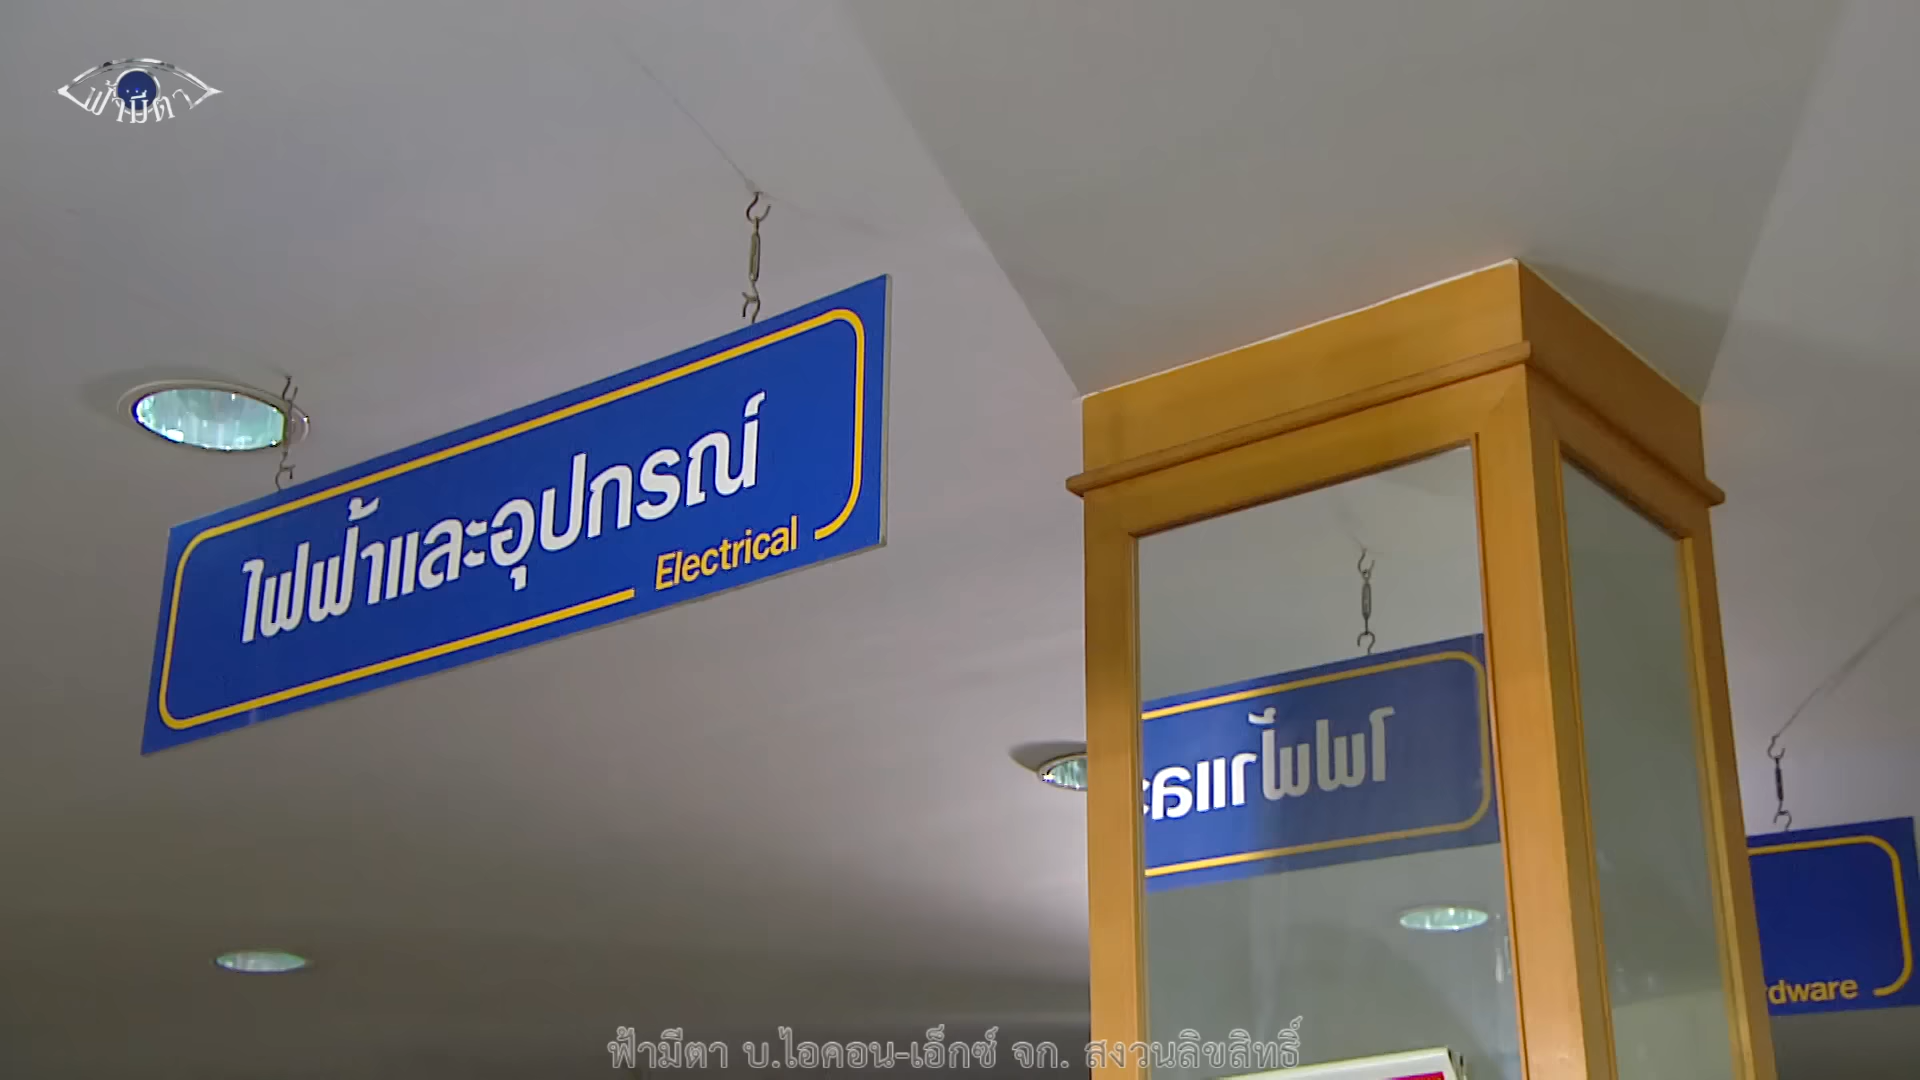 ฟ้ามีตา
ไฟฟ้าและอุปกรณ์
Electrical
ไฟฟ้าและ
dware
ฟ้ามีตา บ.ไอคอน-เอ็กซ์ จก. สงวนลิขสิทธิ์